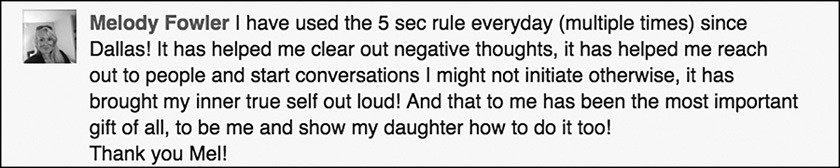 Melody Fowler I have used the 5 sec rule everyday (multiple times) since
Dallas! It has helped me clear out negative thoughts, it has helped me reach
out to people and start conversations I might not initiate otherwise, it has
brought my inner true self out loud! And that to me has been the most important
gift of all, to be me and show my daughter how to do it too!
Thank you Mel!